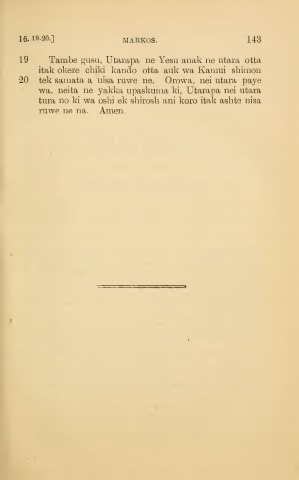 16. 19-20.] MARKOS. 143
19 Tambe gusu, Utarapa ne Yesu anak ne utara otta
itak okere chiki kando otta auk wa Kamui shimon
20 tek samata a nisa ruwe ne. Orowa, nei utara paye
wa, neita ne yakka upaskuma ki, Utarapa nei utara
tura no ki wa oshi ek shirosh ani koro itak ashte nisa
ruwe ne na. Amen.